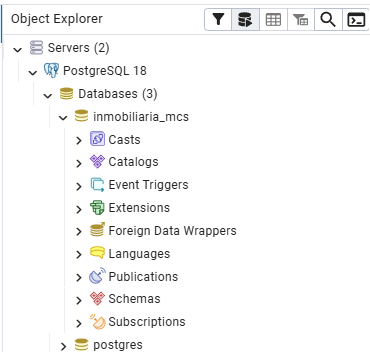 Object Explorer
Servers (2)
PostgreSQL 18
Databases (3)
inmobiliaria_mcs
Casts
Catalogs
Event Triggers
Extensions
Foreign Data Wrappers
Languages
Publications
Schemas
Subscriptions
postgres